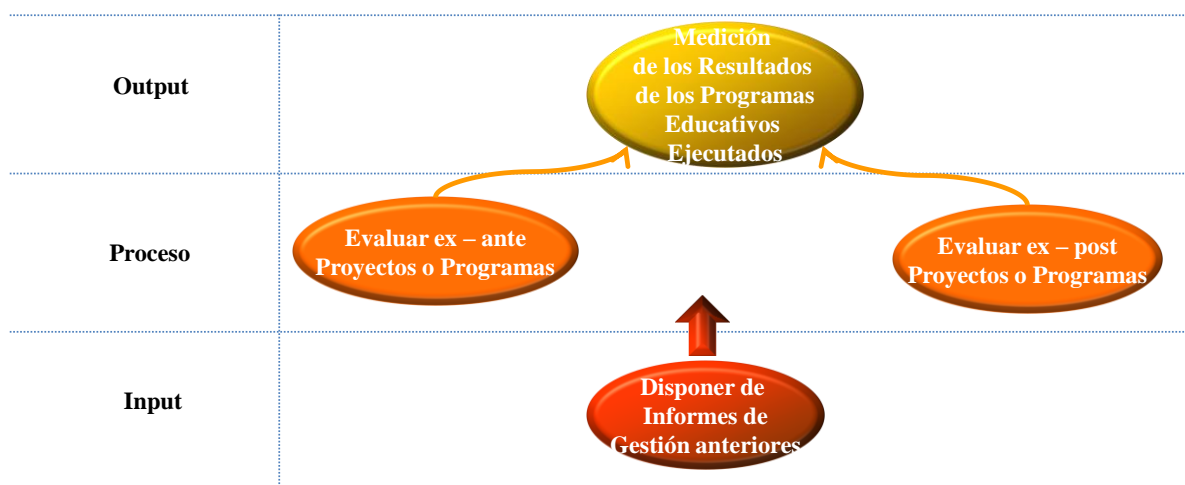 Output
Medición
de los Resultados
de los Programas
Educativos
Ejecutados
Proceso
Evaluar ex – ante
Proyectos o Programas
Evaluar ex – post
Proyectos o Programas
Input
Disponer de
Informes de
Gestión anteriores